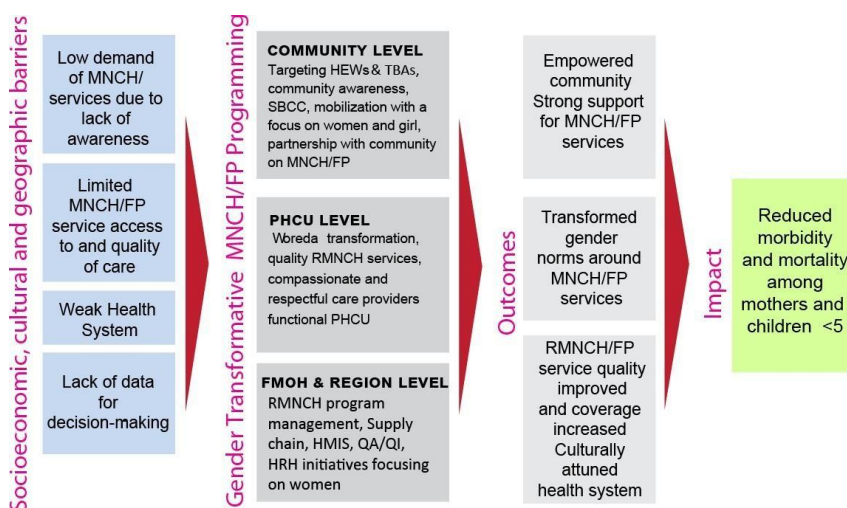 Socioeconomic, cultural and geographic barriers
Low demand
of MNCH/
services due to
lack of
awareness
Limited
MNCH/FP
service access
to and quality
of care
Weak Health
System
Lack of data
for
decision-making
Gender Transformative MNCH/FP Programming
COMMUNITY LEVEL
Targeting HEWs & TBAs,
community awareness,
SBCC, mobilization with a
focus on women and girl,
partnership with community
on MNCH/FP
PHCU LEVEL
Woreda transformation,
quality RMNCH services,
compassionate and
respectful care providers
functional PHCU
FMOH & REGION LEVEL
RMNCH program
management, Supply
chain, HMIS, QA/QI,
HRH initiatives focusing
on women
Outcomes
Empowered
community
Strong support
for MNCH/FP
services
Transformed
gender
norms around
MNCH/FP
services
RMNCH/FP
service quality
improved
and coverage
increased
Culturally
attuned
health system
Impact
Reduced
morbidity
and mortality
among
mothers and
children <5